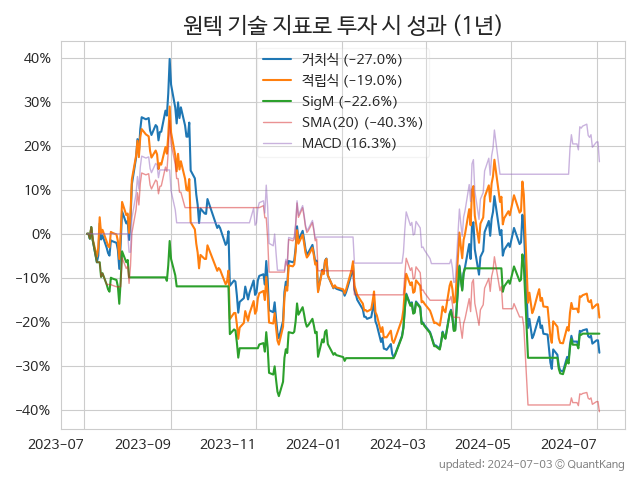 원텍 기술 지표로 투자 시 성과 (1년)
40%
30%
20%
10%
0%
−10%
−20%
−30%
−40%
거치식 (−27.0%)
적립식 (−19.0%)
SigM (−22.6%)
SMA(20) (−40.3%)
MACD (16.3%)
2023-07 2023-09 2023-11 2024-01 2024-03 2024-05 2024-07
updated: 2024-07-03 ⓒ QuantKang